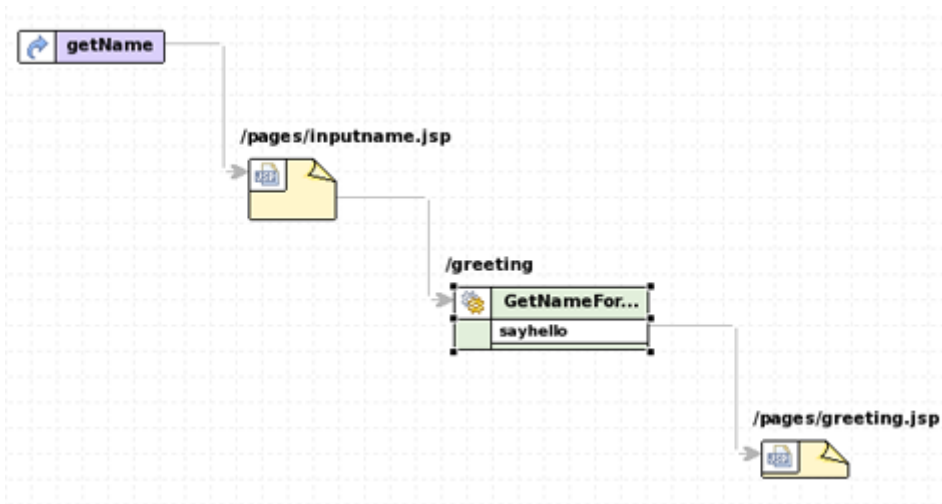 getName
/pages/inputname.jsp
/greeting
GetNameFor...
sayhello
/pages/greeting.jsp